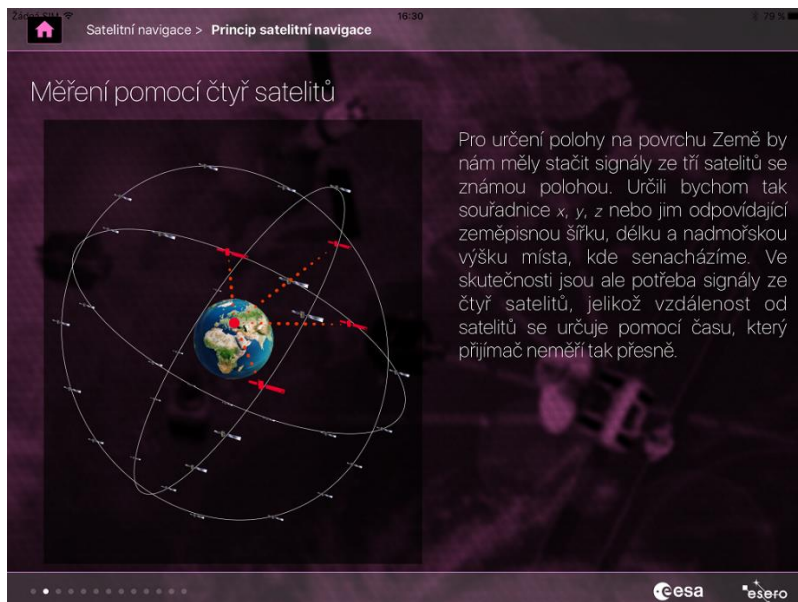 Žádná SIM 16:30 79 %
Satelitní navigace > Princip satelitní navigace
Měření pomocí čtyř satelitů
Pro určení polohy na povrchu Země by
nám měly stačit signály ze tří satelitů se
známou polohou. Určili bychom tak
souřadnice x, y, z nebo jim odpovídající
zeměpisnou šířku, délku a nadmořskou
výšku místa, kde senacházíme. Ve
skutečnosti jsou ale potřeba signály ze
čtyř satelitů, jelikož vzdálenost od
satelitů se určuje pomocí času, který
přijímač neměří tak přesně.
esa esero